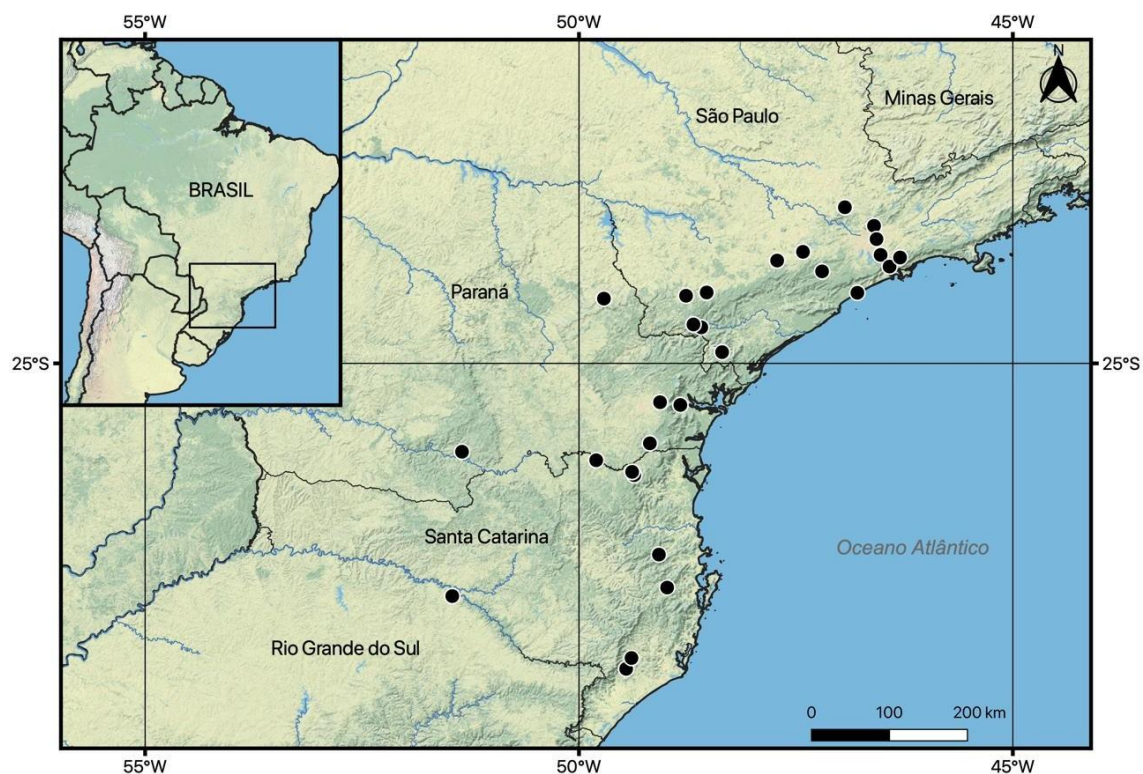 55°W 50°W 45°W
N
Minas Gerais
São Paulo
BRASIL
Paraná
25°S 25°S
Santa Catarina
Oceano Atlântico
Rio Grande do Sul
0 100 200 km
55°W 50°W 45°W